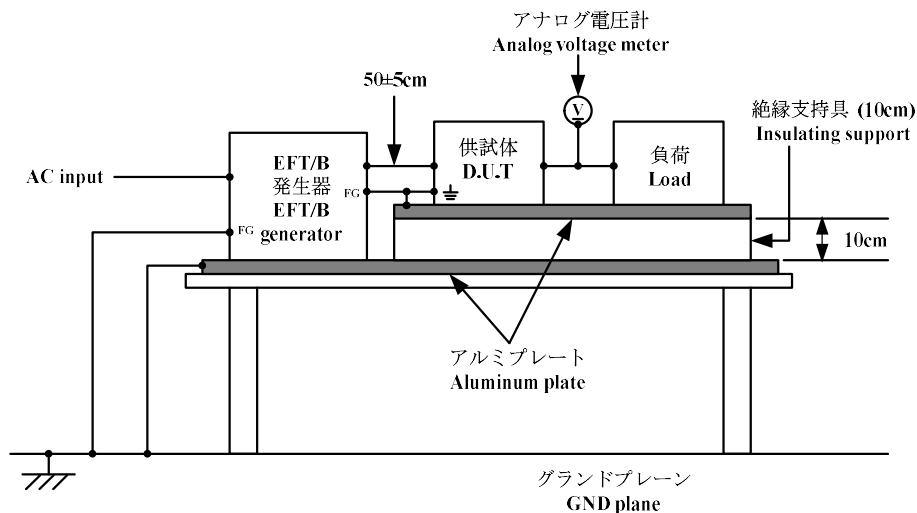 アナログ電圧計
Analog voltage meter
50±5cm
V
絶縁支持具 (10cm)
Insulating support
EFT/B
発生器
EFT/B
generator
供試体
D.U.T
負荷
Load
AC input
FG
FG
10cm
アルミプレート
Aluminum plate
グランドプレーン
GND plane